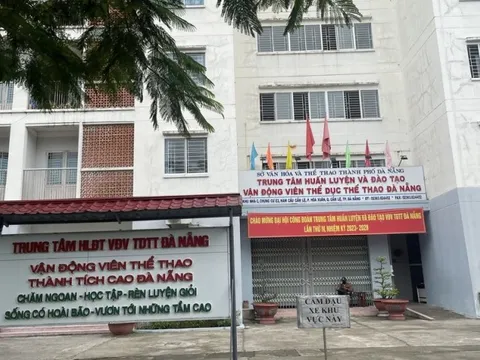 SỞ VĂN HÓA VÀ THỂ THAO THÀNH PHỐ ĐÀ NẴNG
TRUNG TÂM HUẤN LUYỆN VÀ ĐÀO TẠO
VẬN ĐỘNG VIÊN THỂ DỤC THỂ THAO ĐÀ NẴNG
CHÀO MỪNG ĐẠI HỘI CÔNG ĐOÀN TRUNG TÂM HUẤN LUYỆN VÀ ĐÀO TẠO VĐV TDTT ĐÀ NẴNG
LẦN THỨ III, NHIỆM KỲ 2023-2028
TRUNG TÂM HLĐT VĐV TDTT ĐÀ NẴNG
VẬN ĐỘNG VIÊN THỂ THAO
THÀNH TÍCH CAO ĐÀ NẴNG
CHĂM NGOAN - HỌC TẬP - RÈN LUYỆN GIỎI
SỐNG CÓ HOÀI BÃO - VƯƠN TỚI NHỮNG TẦM CAO
CẤM ĐẬU
XE KHU
VỰC NÀY